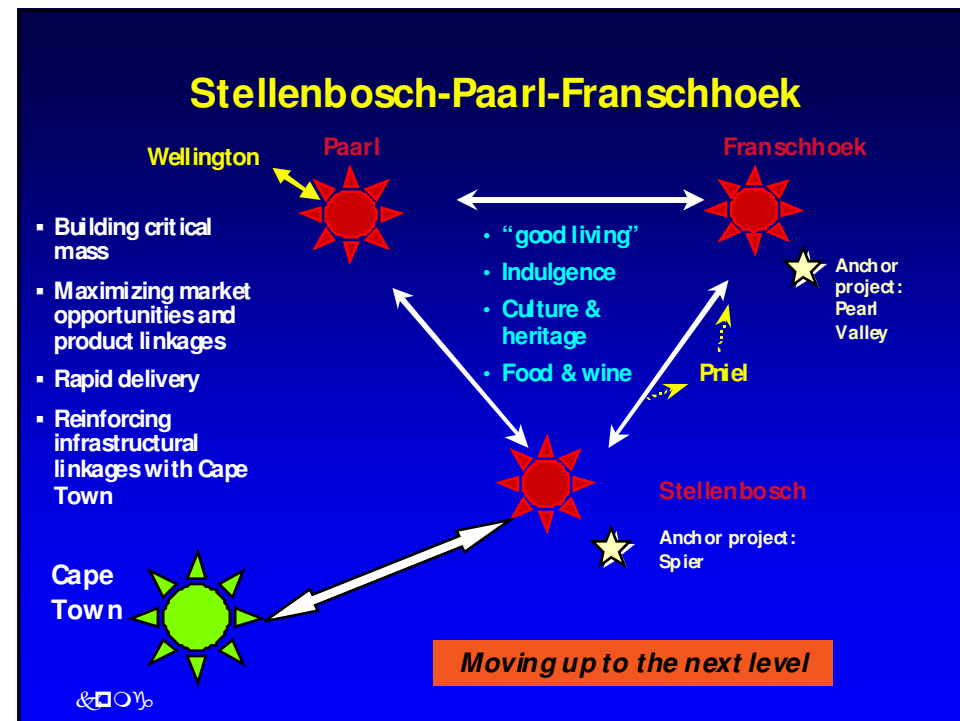 Stellenbosch-Paarl-Franschhoek
Wellington
Paarl
Franschhoek
▪ Building critical
mass
▪ Maximizing market
opportunities and
product linkages
▪ Rapid delivery
▪ Reinforcing
infrastructural
linkages with Cape
Town
• “good living”
• Indulgence
• Culture &
heritage
• Food & wine
Anchor
project:
Pearl
Valley
Pniel
Stellenbosch
Anchor project:
Spier
Cape
Town
Moving up to the next level